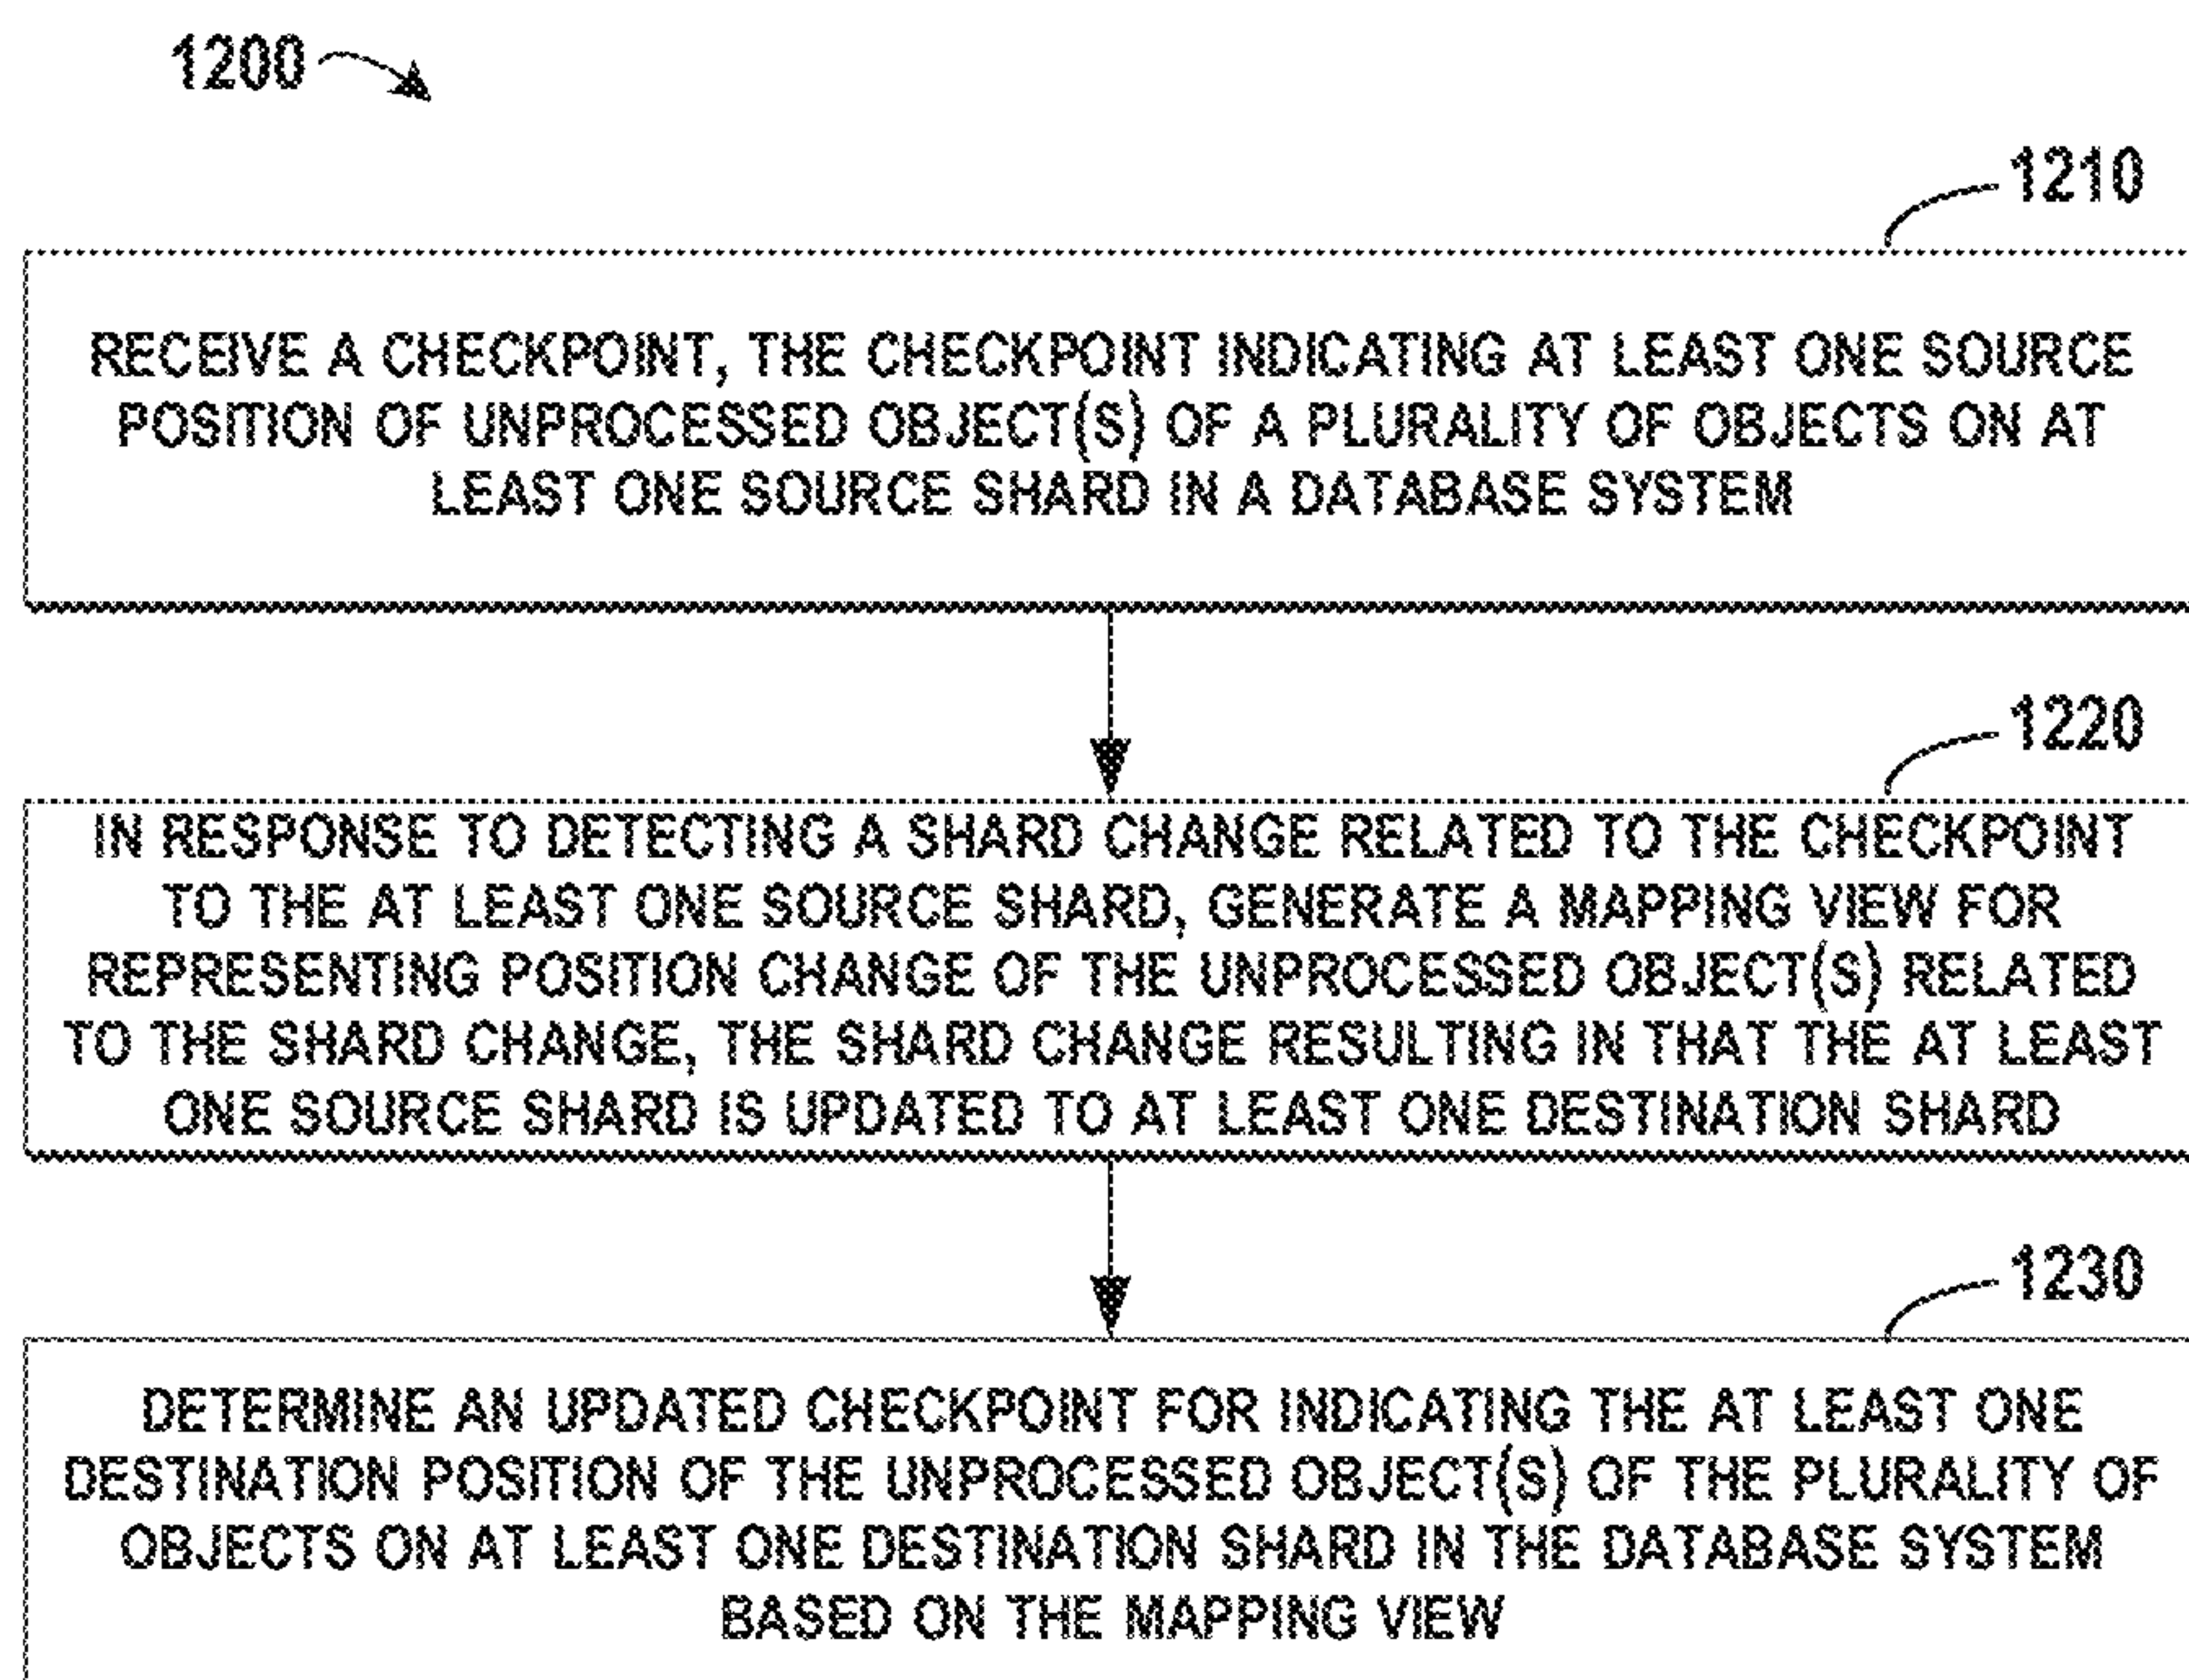 1200
1210
RECEIVE A CHECKPOINT, THE CHECKPOINT INDICATING AT LEAST ONE SOURCE
POSITION OF UNPROCESSED OBJECT(S) OF A PLURALITY OF OBJECTS ON AT
LEAST ONE SOURCE SHARD IN A DATABASE SYSTEM
1220
IN RESPONSE TO DETECTING A SHARD CHANGE RELATED TO THE CHECKPOINT
TO THE AT LEAST ONE SOURCE SHARD, GENERATE A MAPPING VIEW FOR
REPRESENTING POSITION CHANGE OF THE UNPROCESSED OBJECT(S) RELATED
TO THE SHARD CHANGE, THE SHARD CHANGE RESULTING IN THAT THE AT LEAST
ONE SOURCE SHARD IS UPDATED TO AT LEAST ONE DESTINATION SHARD
1230
DETERMINE AN UPDATED CHECKPOINT FOR INDICATING THE AT LEAST ONE
DESTINATION POSITION OF THE UNPROCESSED OBJECT(S) OF THE PLURALITY OF
OBJECTS ON AT LEAST ONE DESTINATION SHARD IN THE DATABASE SYSTEM
BASED ON THE MAPPING VIEW